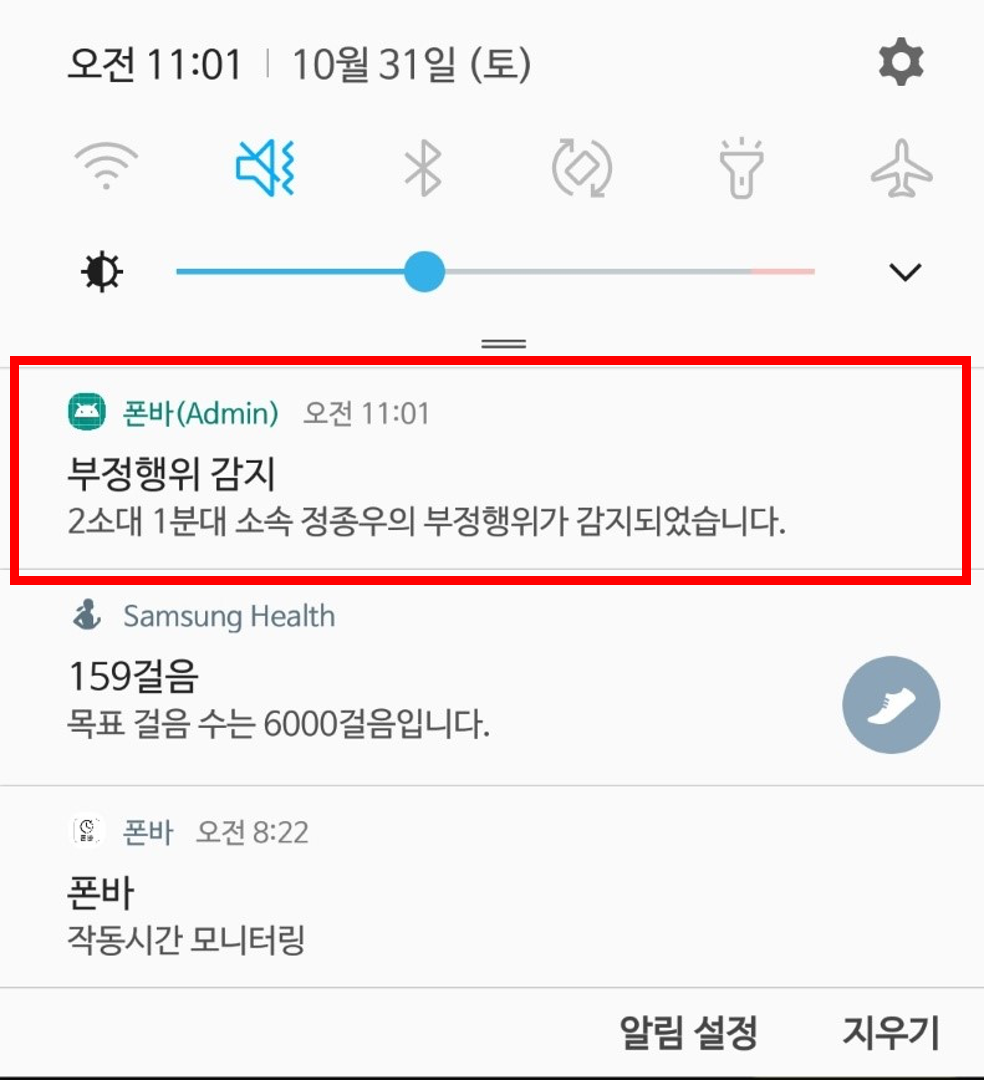 오전 11:01 | 10월 31일 (토)
폰바(Admin) 오전 11:01
부정행위 감지
2소대 1분대 소속 정종우의 부정행위가 감지되었습니다.
Samsung Health
159걸음
목표 걸음 수는 6000걸음입니다.
폰바 오전 8:22
폰바
작동시간 모니터링
알림 설정 지우기